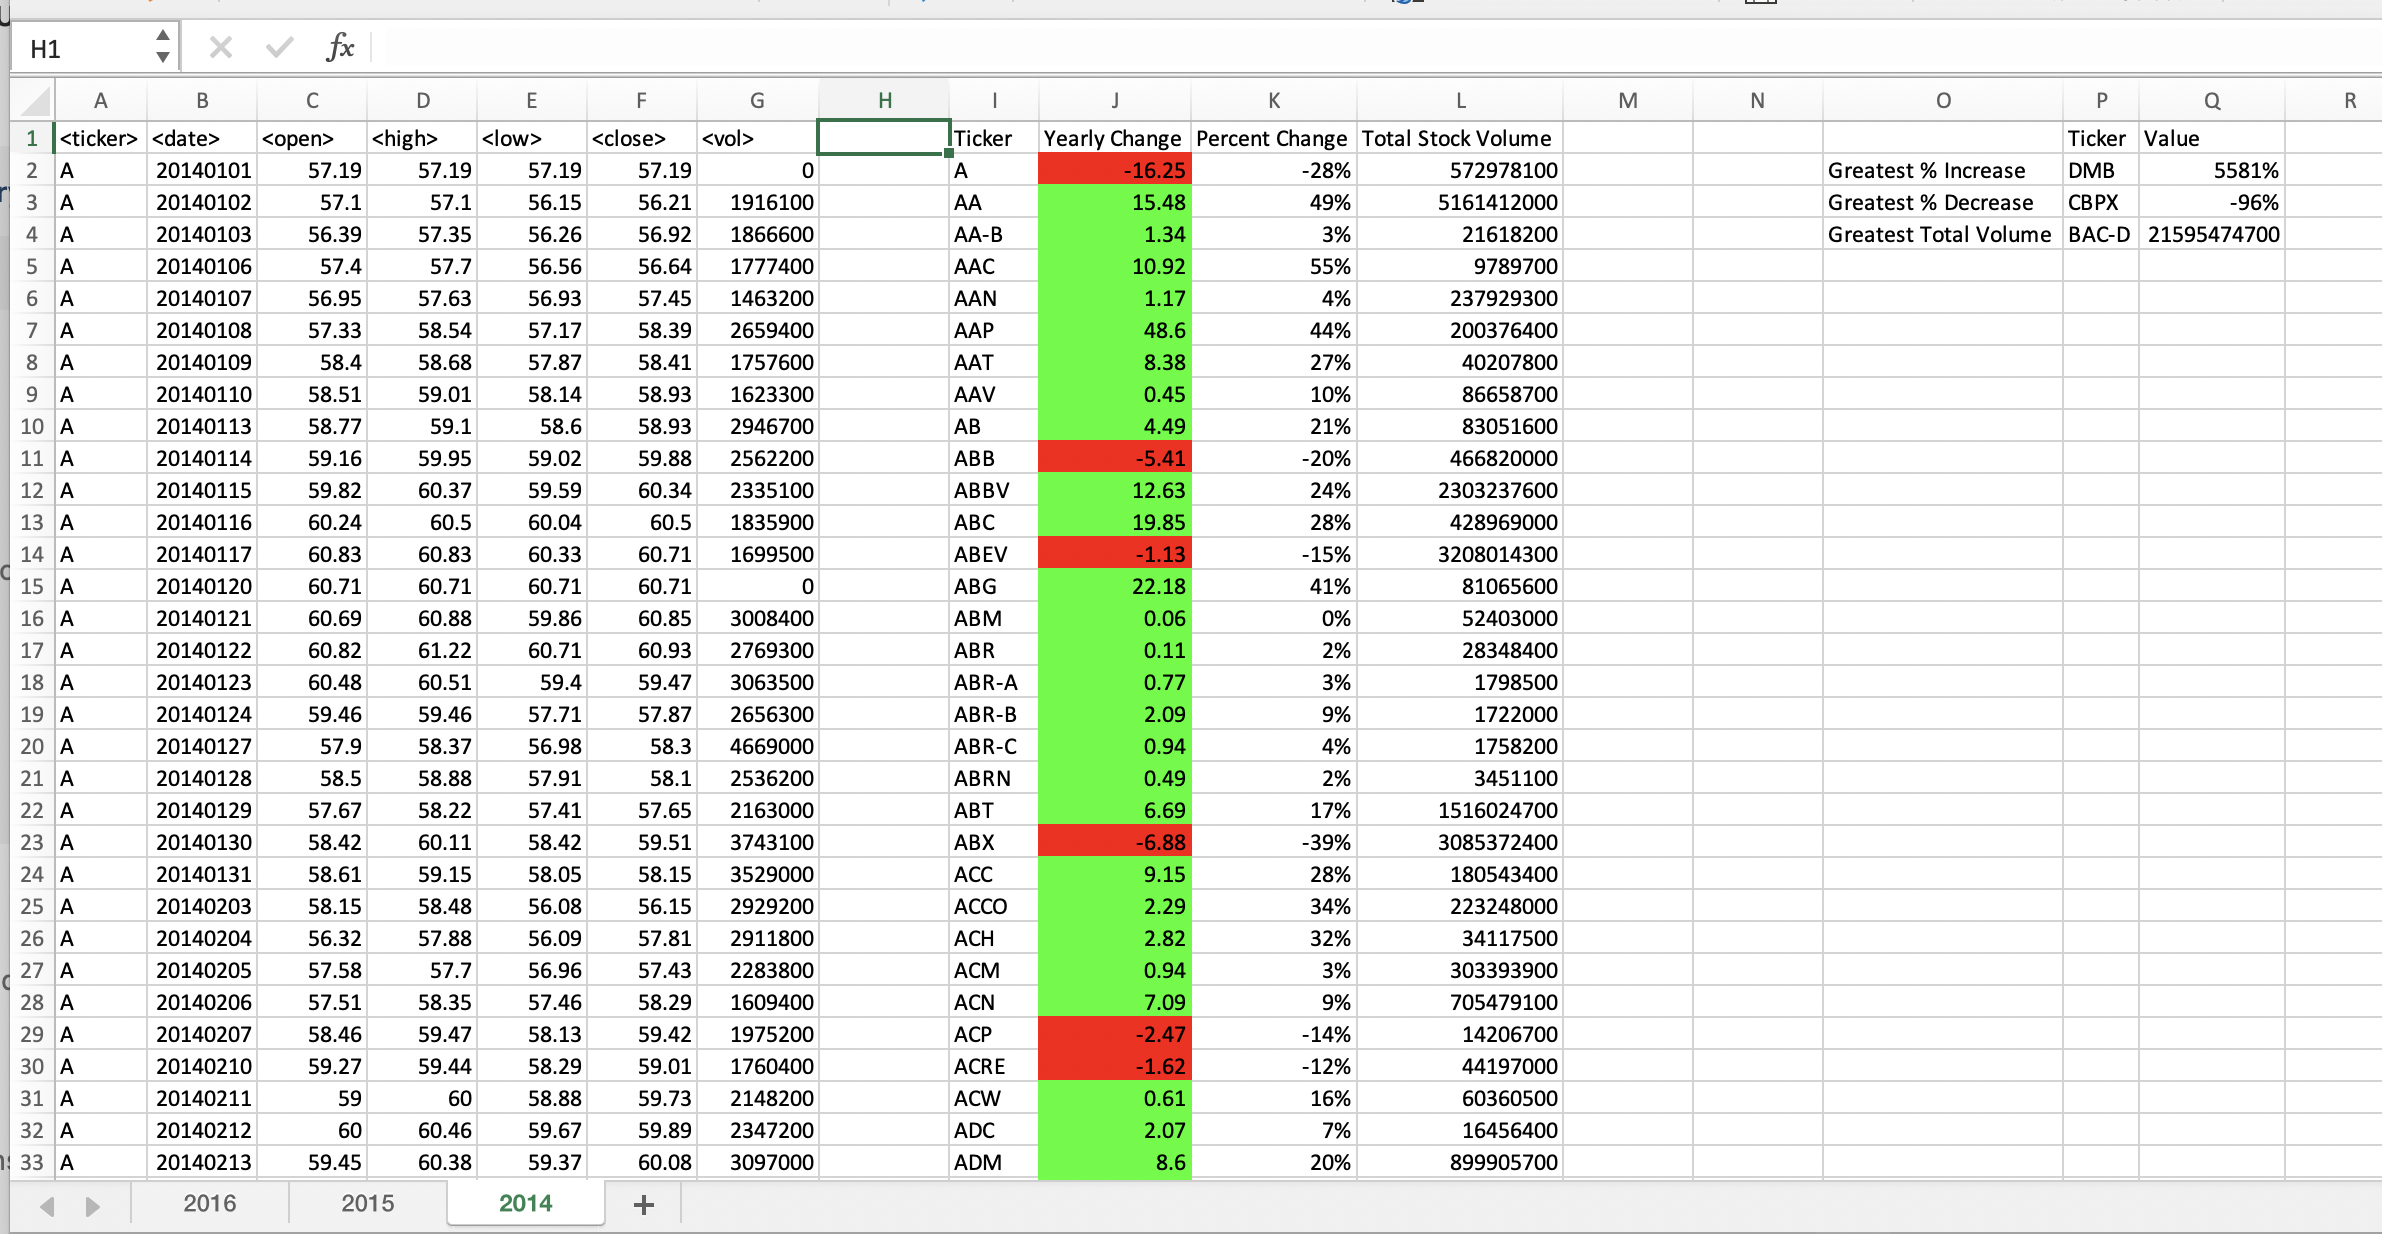 H1 fx
A B C D E F G H I J K L M N O P Q R
1 <ticker> <date> <open> <high> <low> <close> <vol> Ticker Yearly Change Percent Change Total Stock Volume Ticker Value
2 A 20140101 57.19 57.19 57.19 57.19 0 A -16.25 -28% 572978100 Greatest % Increase DMB 5581%
3 A 20140102 57.1 57.1 56.15 56.21 1916100 AA 15.48 49% 5161412000 Greatest % Decrease CBPX -96%
4 A 20140103 56.39 57.35 56.26 56.92 1866600 AA-B 1.34 3% 21618200 Greatest Total Volume BAC-D 21595474700
5 A 20140106 57.4 57.7 56.56 56.64 1777400 AAC 10.92 55% 9789700
6 A 20140107 56.95 57.63 56.93 57.45 1463200 AAN 1.17 4% 237929300
7 A 20140108 57.33 58.54 57.17 58.39 2659400 AAP 48.6 44% 200376400
8 A 20140109 58.4 58.68 57.87 58.41 1757600 AAT 8.38 27% 40207800
9 A 20140110 58.51 59.01 58.14 58.93 1623300 AAV 0.45 10% 86658700
10 A 20140113 58.77 59.1 58.6 58.93 2946700 AB 4.49 21% 83051600
11 A 20140114 59.16 59.95 59.02 59.88 2562200 ABB -5.41 -20% 466820000
12 A 20140115 59.82 60.37 59.59 60.34 2335100 ABBV 12.63 24% 2303237600
13 A 20140116 60.24 60.5 60.04 60.5 1835900 ABC 19.85 28% 428969000
14 A 20140117 60.83 60.83 60.33 60.71 1699500 ABEV -1.13 -15% 3208014300
15 A 20140120 60.71 60.71 60.71 60.71 0 ABG 22.18 41% 81065600
16 A 20140121 60.69 60.88 59.86 60.85 3008400 ABM 0.06 0% 52403000
17 A 20140122 60.82 61.22 60.71 60.93 2769300 ABR 0.11 2% 28348400
18 A 20140123 60.48 60.51 59.4 59.47 3063500 ABR-A 0.77 3% 1798500
19 A 20140124 59.46 59.46 57.71 57.87 2656300 ABR-B 2.09 9% 1722000
20 A 20140127 57.9 58.37 56.98 58.3 4669000 ABR-C 0.94 4% 1758200
21 A 20140128 58.5 58.88 57.91 58.1 2536200 ABRN 0.49 2% 3451100
22 A 20140129 57.67 58.22 57.41 57.65 2163000 ABT 6.69 17% 1516024700
23 A 20140130 58.42 60.11 58.42 59.51 3743100 ABX -6.88 -39% 3085372400
24 A 20140131 58.61 59.15 58.05 58.15 3529000 ACC 9.15 28% 180543400
25 A 20140203 58.15 58.48 56.08 56.15 2929200 ACCO 2.29 34% 223248000
26 A 20140204 56.32 57.88 56.09 57.81 2911800 ACH 2.82 32% 34117500
27 A 20140205 57.58 57.7 56.96 57.43 2283800 ACM 0.94 3% 303393900
28 A 20140206 57.51 58.35 57.46 58.29 1609400 ACN 7.09 9% 705479100
29 A 20140207 58.46 59.47 58.13 59.42 1975200 ACP -2.47 -14% 14206700
30 A 20140210 59.27 59.44 58.29 59.01 1760400 ACRE -1.62 -12% 44197000
31 A 20140211 59 60 58.88 59.73 2148200 ACW 0.61 16% 60360500
32 A 20140212 60 60.46 59.67 59.89 2347200 ADC 2.07 7% 16456400
33 A 20140213 59.45 60.38 59.37 60.08 3097000 ADM 8.6 20% 899905700
2016 2015 2014 +